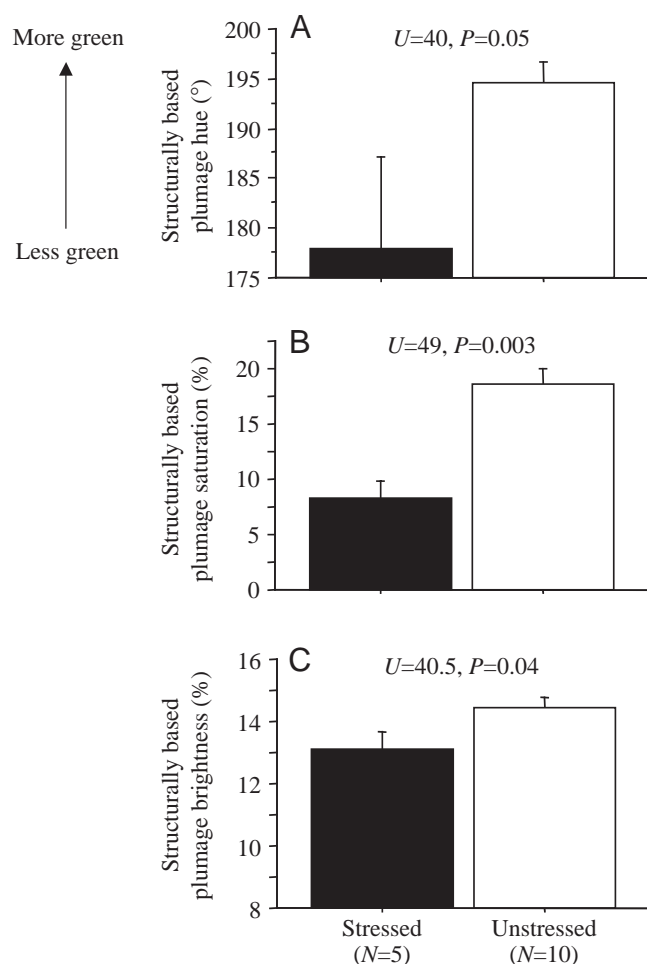 More green
Less green
A
U=40, P=0.05
Structurally based
plumage hue (°)
200
195
190
185
180
175
B
U=49, P=0.003
Structurally based
plumage saturation (%)
20
15
10
5
0
C
U=40.5, P=0.04
Structurally based
plumage brightness (%)
16
14
12
10
8
Stressed
(N=5)
Unstressed
(N=10)